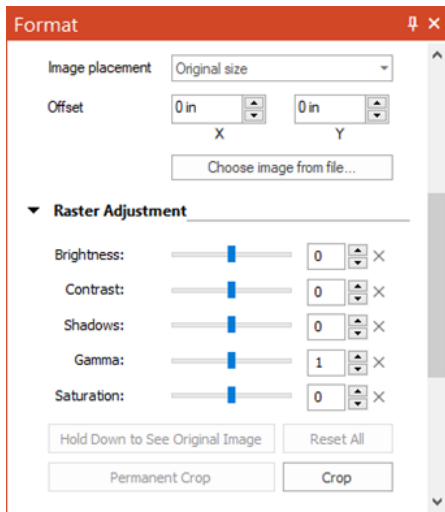 Format
Image placement Original size
Offset 0 in 0 in
X Y
Choose image from file...
Raster Adjustment
Brightness: 0
Contrast: 0
Shadows: 0
Gamma: 1
Saturation: 0
Hold Down to See Original Image Reset All
Permanent Crop Crop